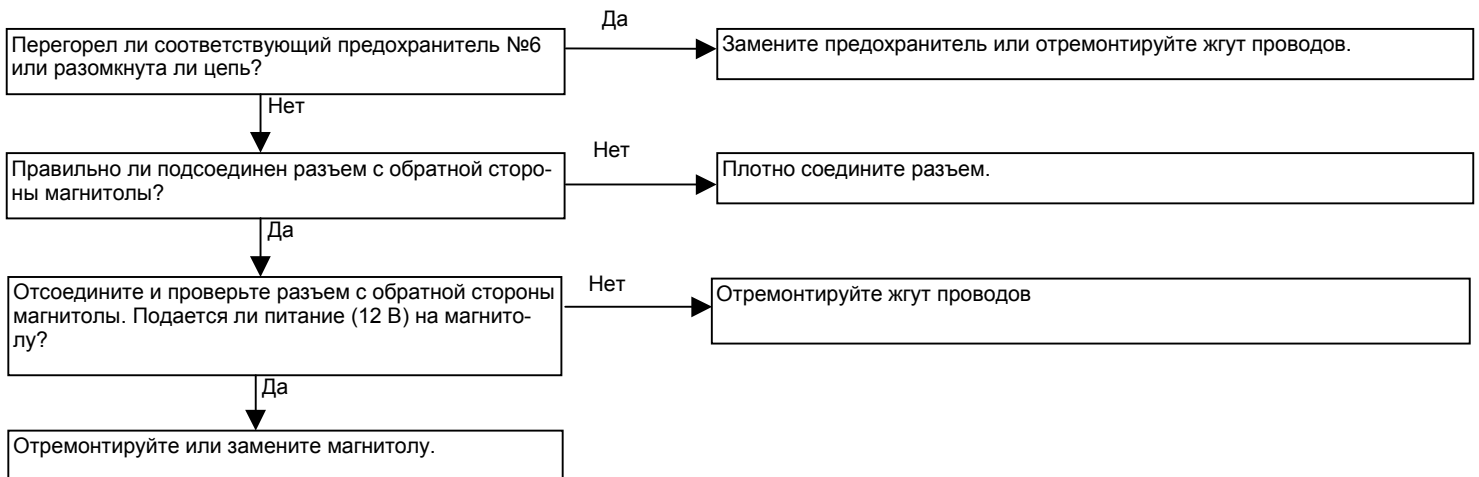 Да
Перегорел ли соответствующий предохранитель №6
или разомкнута ли цепь?
Замените предохранитель или отремонтируйте жгут проводов.
Нет
Правильно ли подсоединен разъем с обратной сторо-
ны магнитолы?
Нет
Плотно соедините разъем.
Да
Отсоедините и проверьте разъем с обратной стороны
магнитолы. Подается ли питание (12 В) на магнито-
лу?
Нет
Отремонтируйте жгут проводов
Да
Отремонтируйте или замените магнитолу.